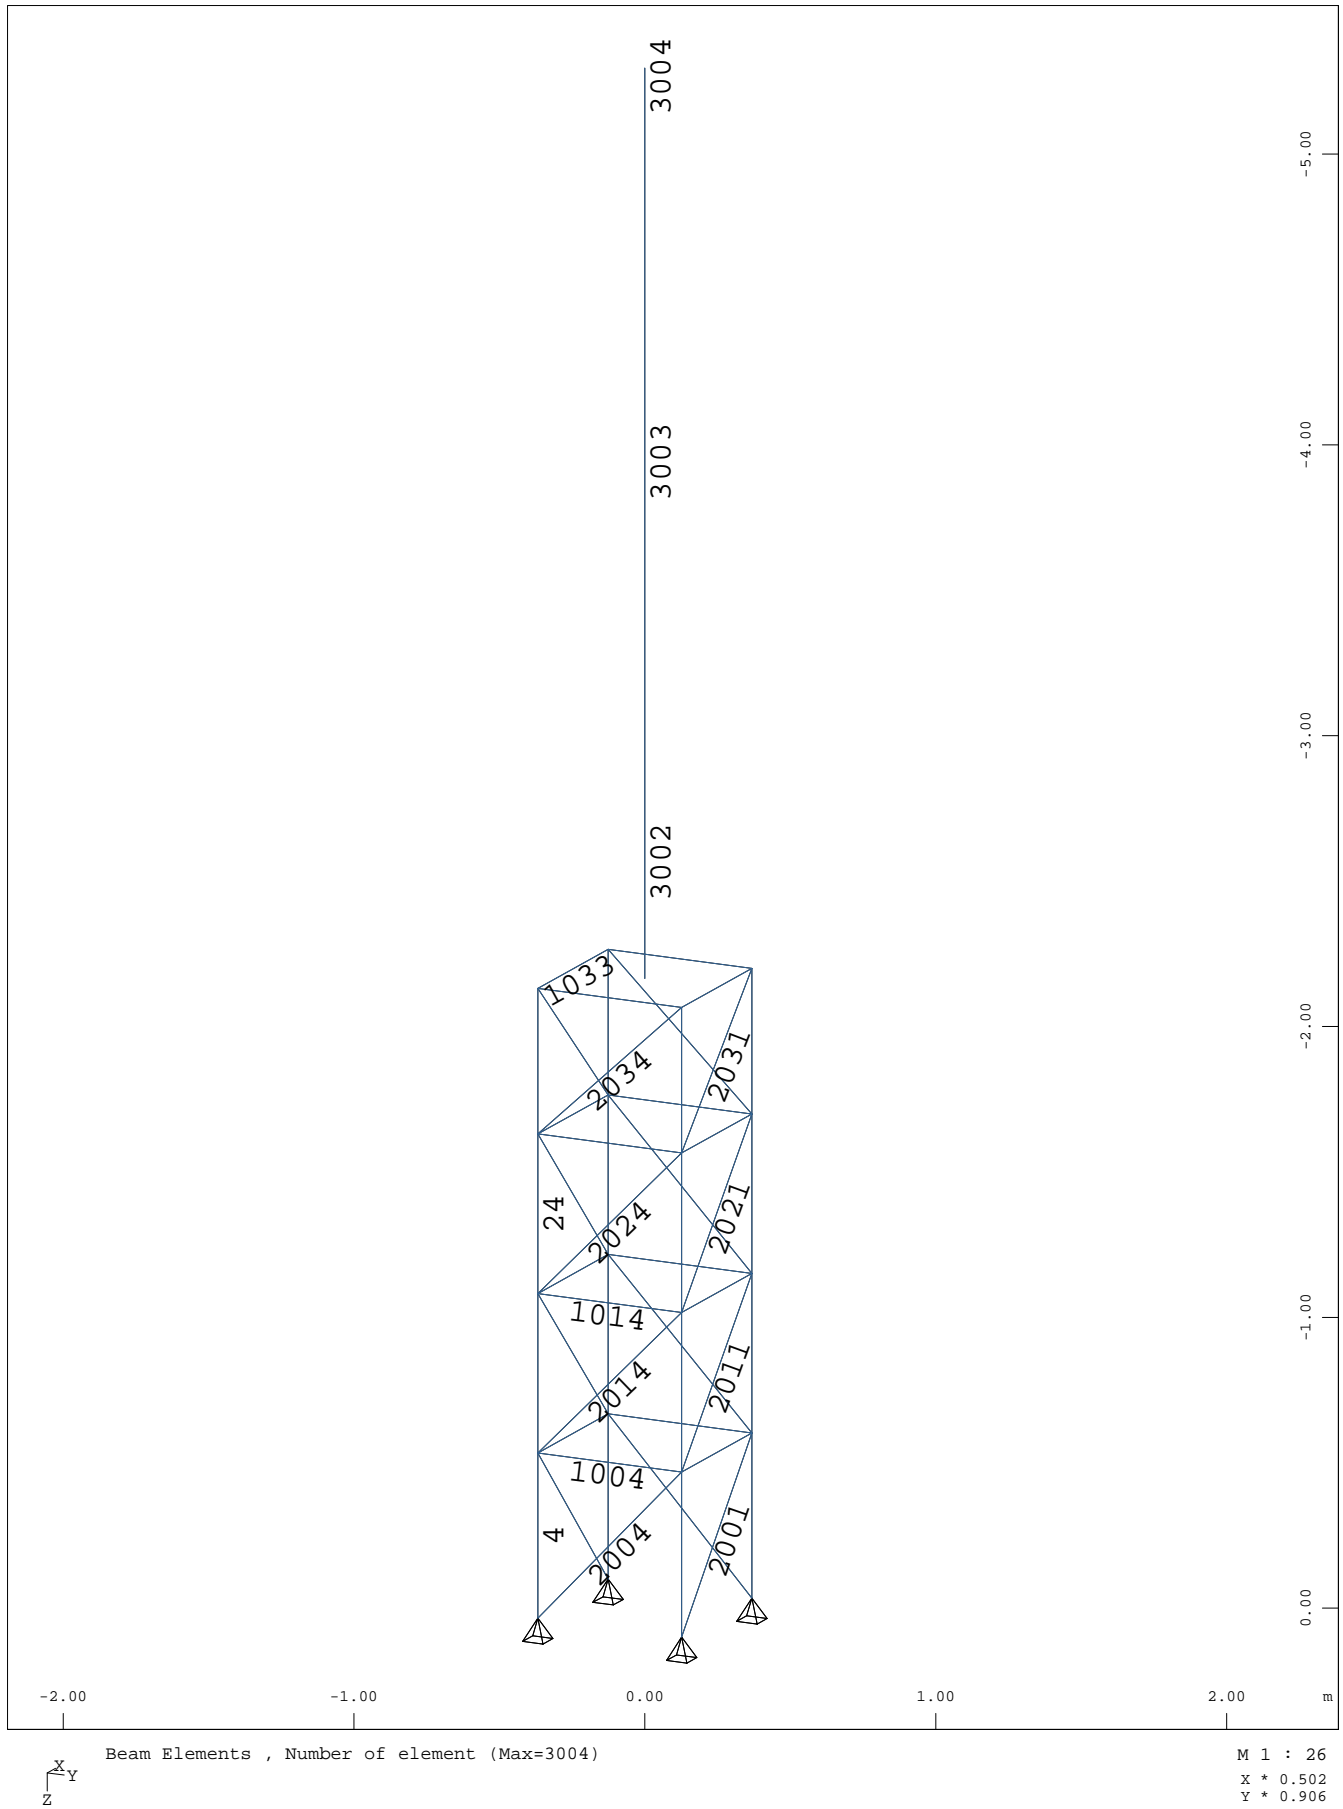 3004
-5.00
3003
-4.00
-3.00
3002
1033
2031
-2.00
2034
24
2021
2024
1014
-1.00
2011
2014
1004
4
2004
2001
0.00
-2.00 -1.00 0.00 1.00 2.00 m
Beam Elements , Number of element (Max=3004)
M 1 : 26
X
Y
Z
X * 0.502
Y * 0.906